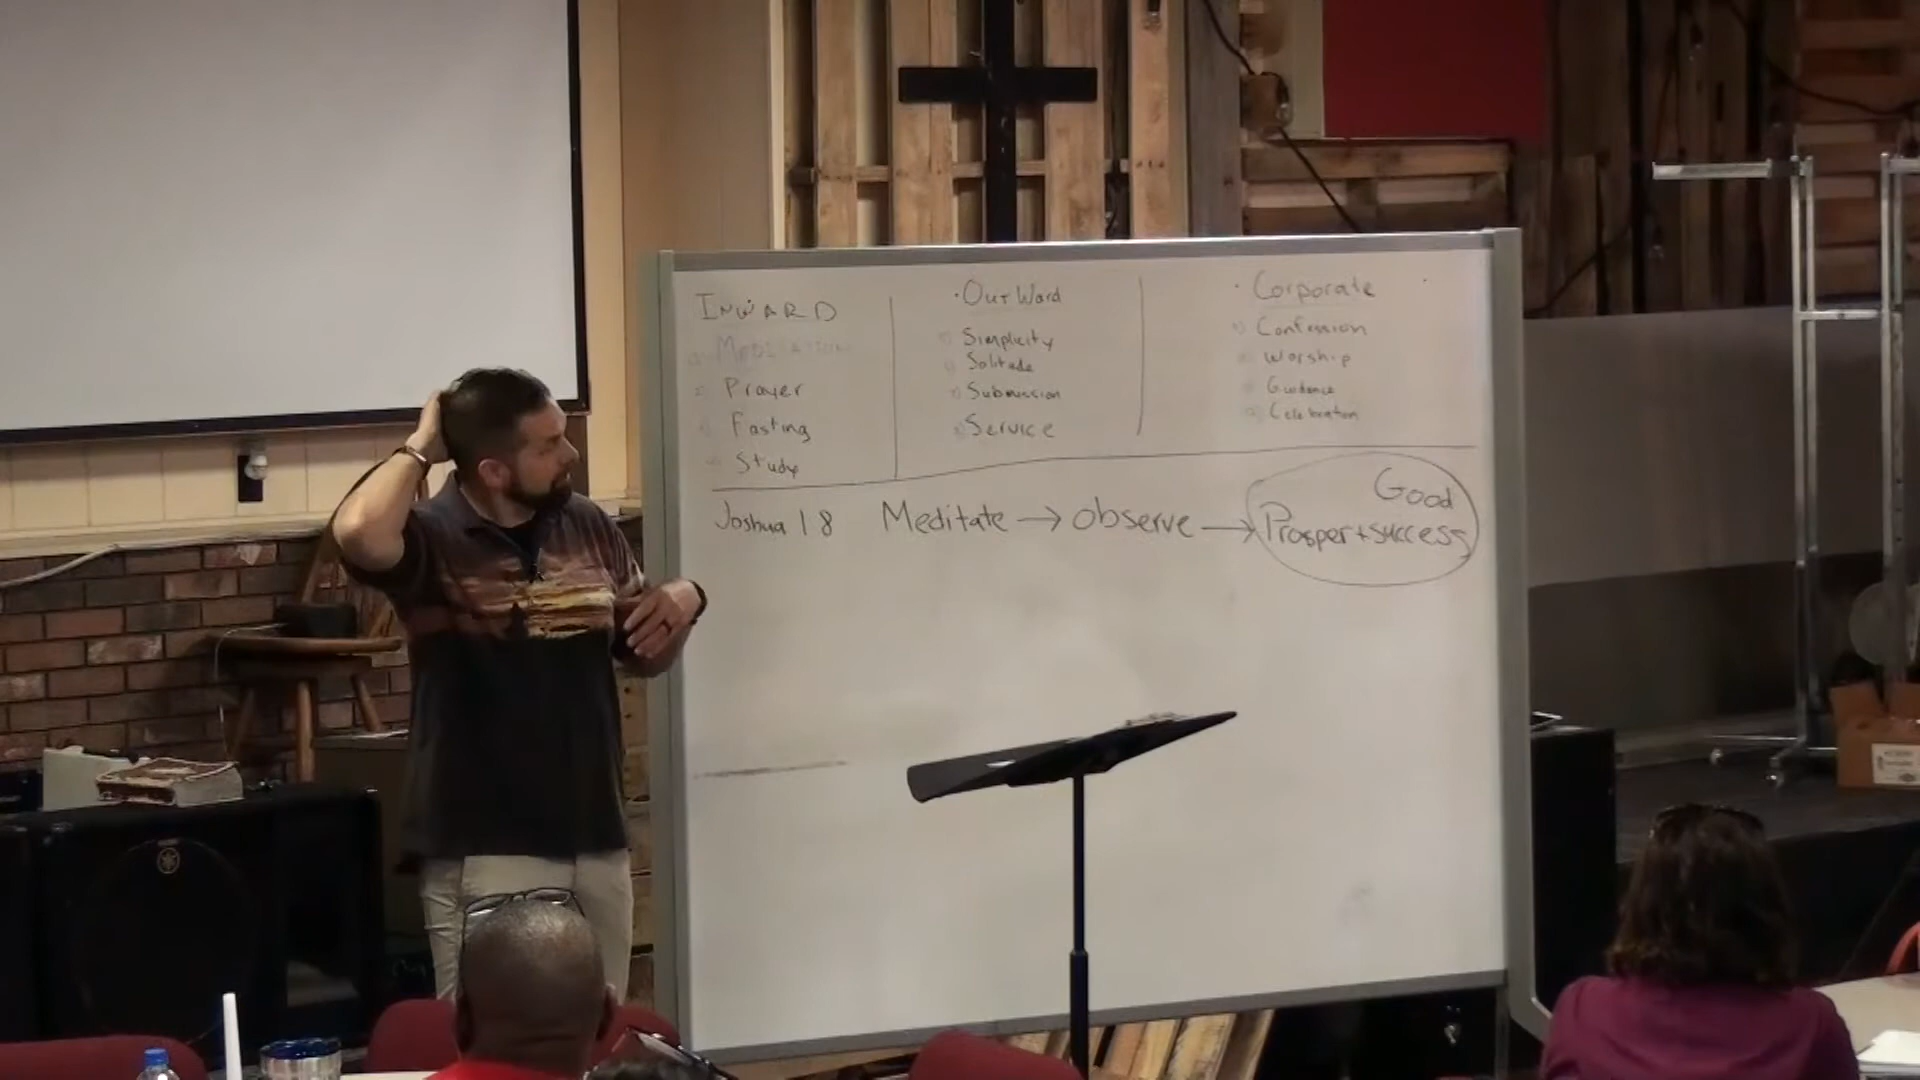 INWARD
MEDITATION
Prayer
Fasting
Study
· OutWard
Simplicity
Solitude
Submission
Service
· Corporate
Confession
Worship
Guidance
Celebration
Joshua 1 8 Meditate → observe → Good
Prosper + success